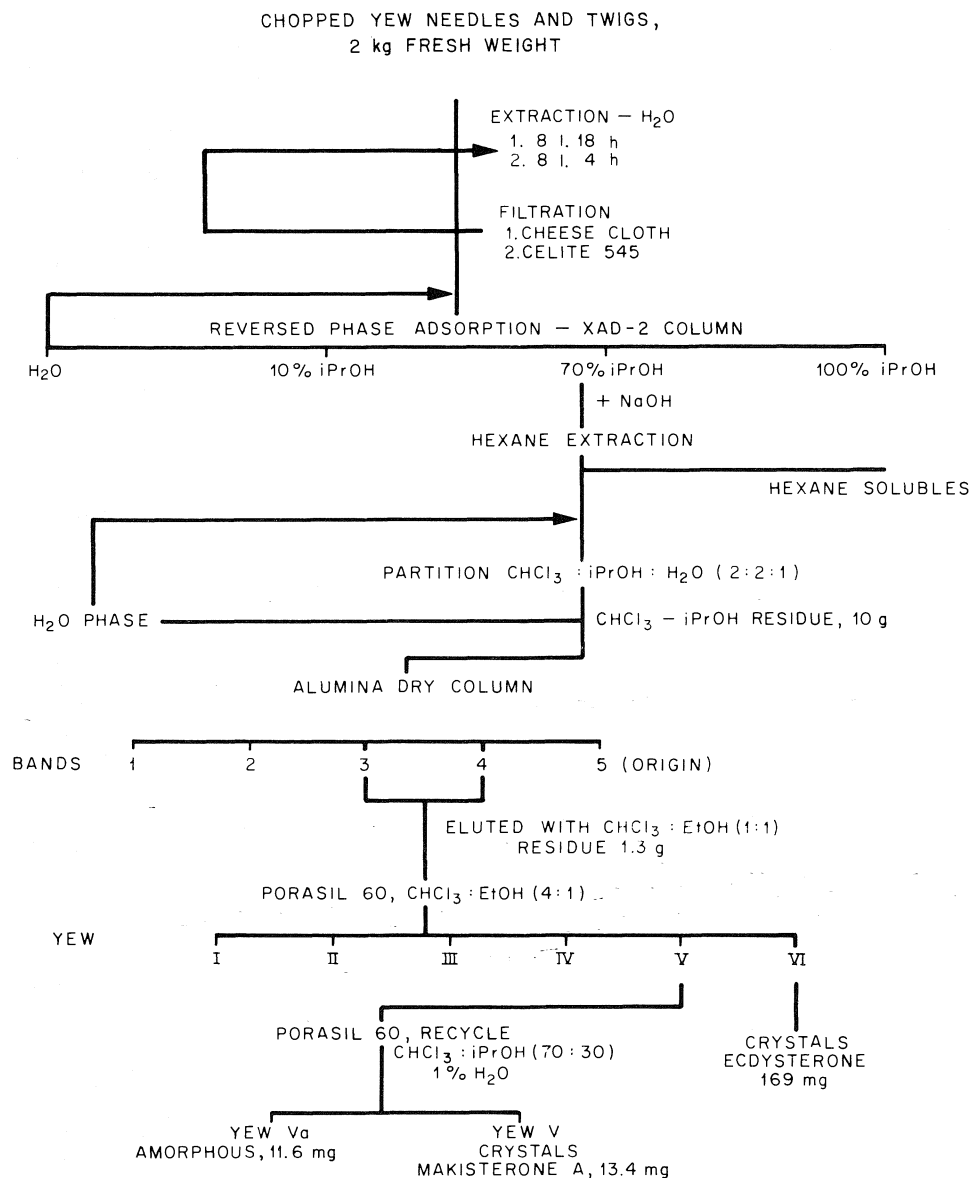 CHOPPED YEW NEEDLES AND TWIGS,
2 kg FRESH WEIGHT
EXTRACTION – H₂O
1. 8 l. 18 h
2. 8 l. 4 h
FILTRATION
1. CHEESE CLOTH
2. CELITE 545
REVERSED PHASE ADSORPTION – XAD-2 COLUMN
H₂O 10% iPrOH 70% iPrOH 100% iPrOH
+ NaOH
HEXANE EXTRACTION
HEXANE SOLUBLES
PARTITION CHCl₃ : iPrOH : H₂O (2:2:1)
H₂O PHASE CHCl₃ – iPrOH RESIDUE, 10 g
ALUMINA DRY COLUMN
BANDS 1 2 3 4 5 (ORIGIN)
ELUTED WITH CHCl₃ : EtOH (1:1)
RESIDUE 1.3 g
PORASIL 60, CHCl₃ : EtOH (4:1)
YEW I II III IV V VI
PORASIL 60, RECYCLE
CHCl₃ : iPrOH (70:30)
1% H₂O
CRYSTALS
ECDYSTERONE
169 mg
YEW Va
AMORPHOUS, 11.6 mg
YEW V
CRYSTALS
MAKISTERONE A, 13.4 mg